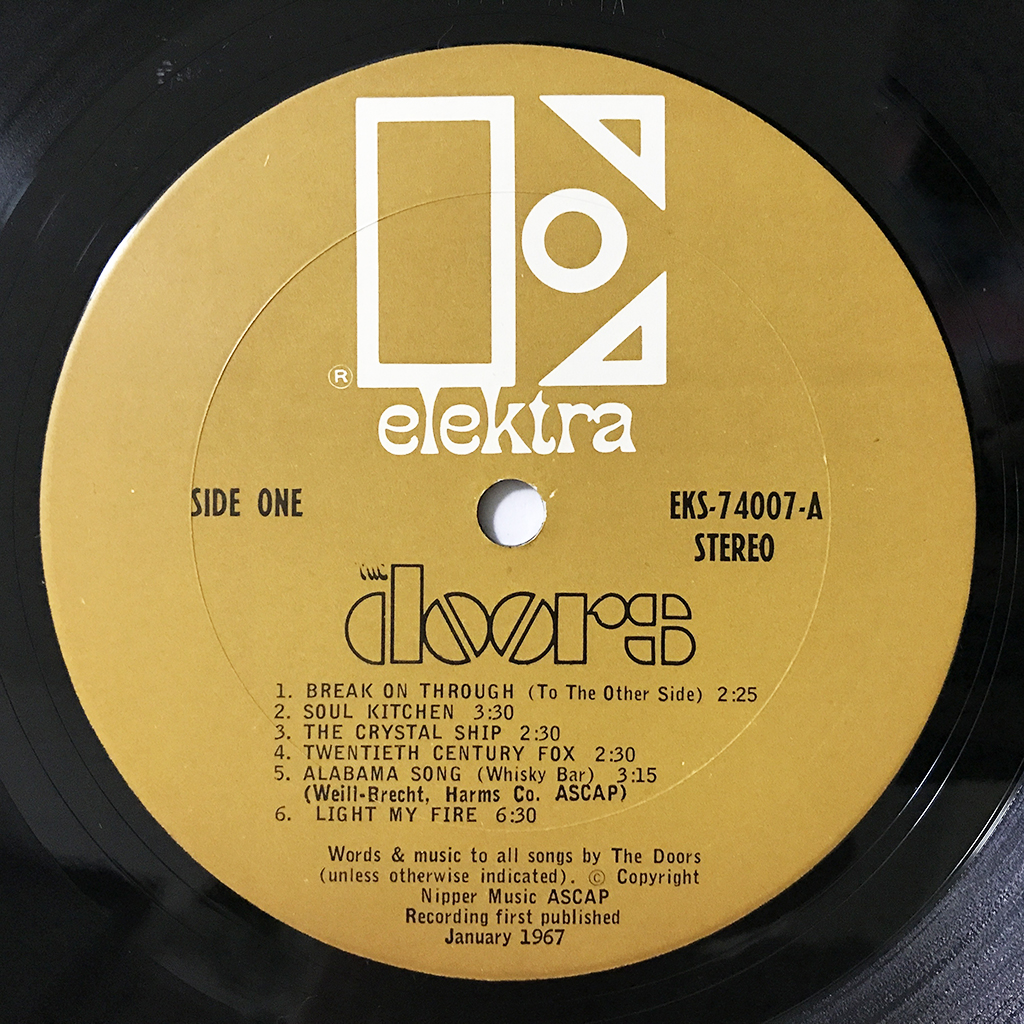 ®
elektra
SIDE ONE
EKS-74007-A
STEREO
THE
doors
1. BREAK ON THROUGH (To The Other Side) 2:25
2. SOUL KITCHEN 3:30
3. THE CRYSTAL SHIP 2:30
4. TWENTIETH CENTURY FOX 2:30
5. ALABAMA SONG (Whisky Bar) 3:15
(Weill-Brecht, Harms Co. ASCAP)
6. LIGHT MY FIRE 6:30
Words & music to all songs by The Doors
(unless otherwise indicated). © Copyright
Nipper Music ASCAP
Recording first published
January 1967